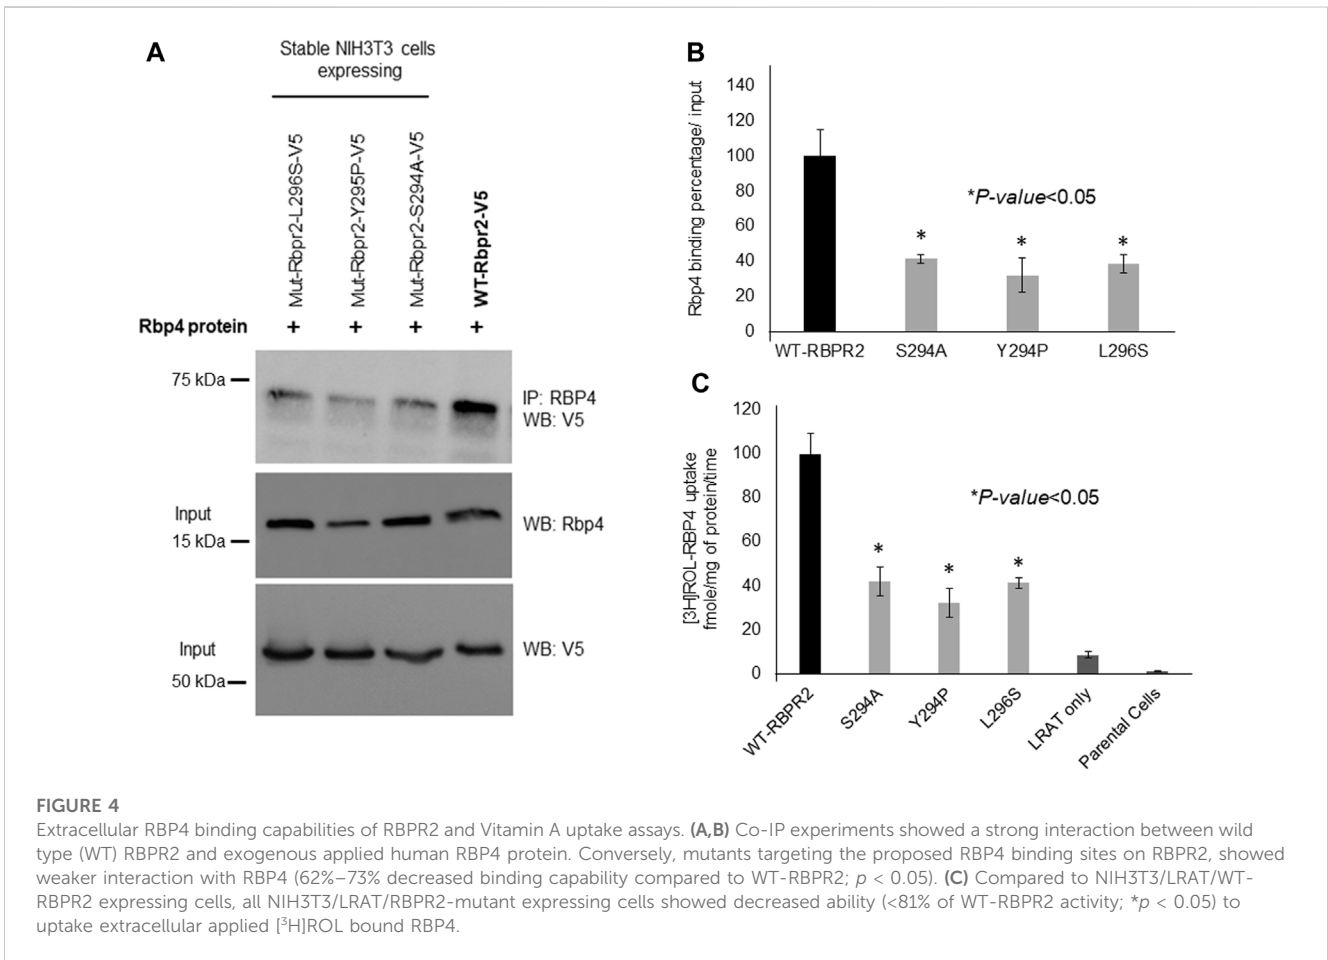 A
Stable NIH3T3 cells
expressing
Mut-Rbpr2-L296S-V5
Mut-Rbpr2-Y295P-V5
Mut-Rbpr2-S294A-V5
WT-Rbpr2-V5
Rbp4 protein + + + +
75 kDa
IP: RBP4
WB: V5
Input
15 kDa
WB: Rbp4
Input
50 kDa
WB: V5
B
Rbp4 binding percentage/ input
140
120
100
80
60
40
20
0
*P-value<0.05
* * *
WT-RBPR2 S294A Y294P L296S
C
[3H]ROL-RBP4 uptake
fmole/mg of protein/time
120
100
80
60
40
20
0
*P-value<0.05
* * *
WT-RBPR2
S294A
Y294P
L296S
LRAT only
Parental Cells
FIGURE 4
Extracellular RBP4 binding capabilities of RBPR2 and Vitamin A uptake assays. (A,B) Co-IP experiments showed a strong interaction between wild
type (WT) RBPR2 and exogenous applied human RBP4 protein. Conversely, mutants targeting the proposed RBP4 binding sites on RBPR2, showed
weaker interaction with RBP4 (62%–73% decreased binding capability compared to WT-RBPR2; p < 0.05). (C) Compared to NIH3T3/LRAT/WT-
RBPR2 expressing cells, all NIH3T3/LRAT/RBPR2-mutant expressing cells showed decreased ability (<81% of WT-RBPR2 activity; *p < 0.05) to
uptake extracellular applied [³H]ROL bound RBP4.